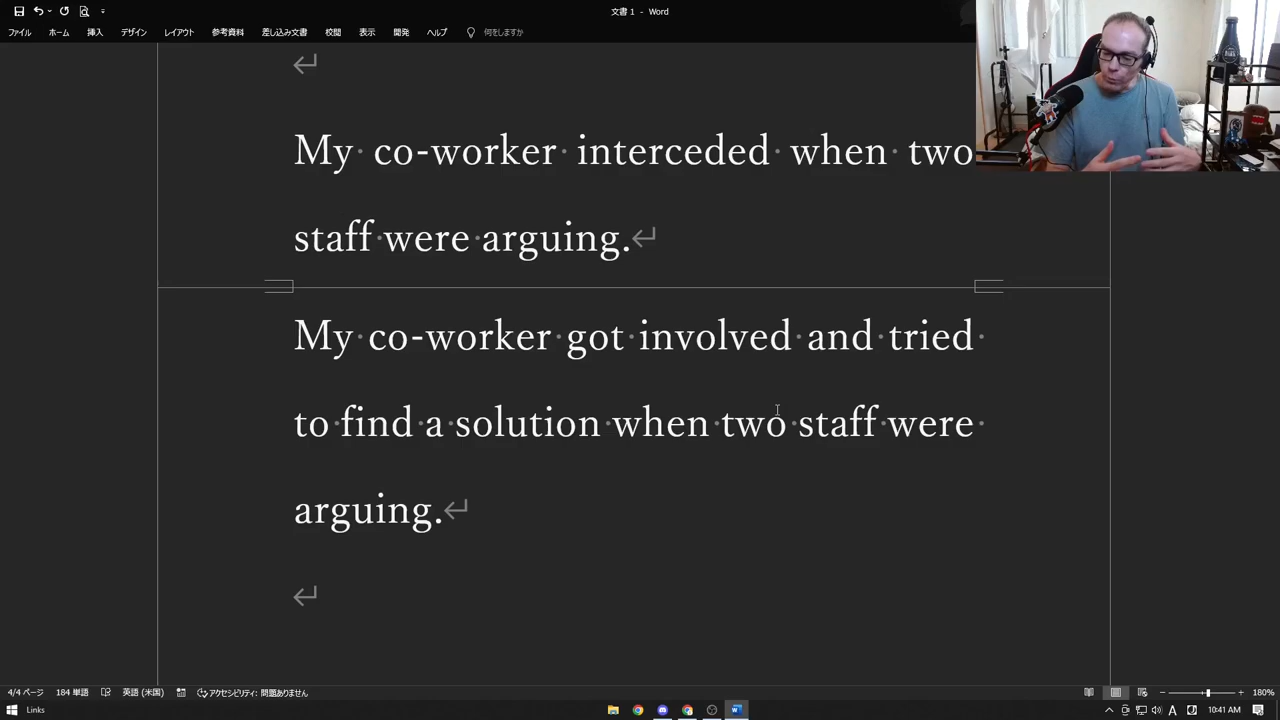 文書 1 - Word
ファイル ホーム 挿入 デザイン レイアウト 参考資料 差し込み文書 校閲 表示 開発 ヘルプ 何をしますか
My co-worker interceded when two
staff were arguing.
My co-worker got involved and tried
to find a solution when two staff were
arguing.
4/4 ページ 184 単語 英語 (米国) アクセシビリティ: 問題ありません 180%
Links A 10:41 AM